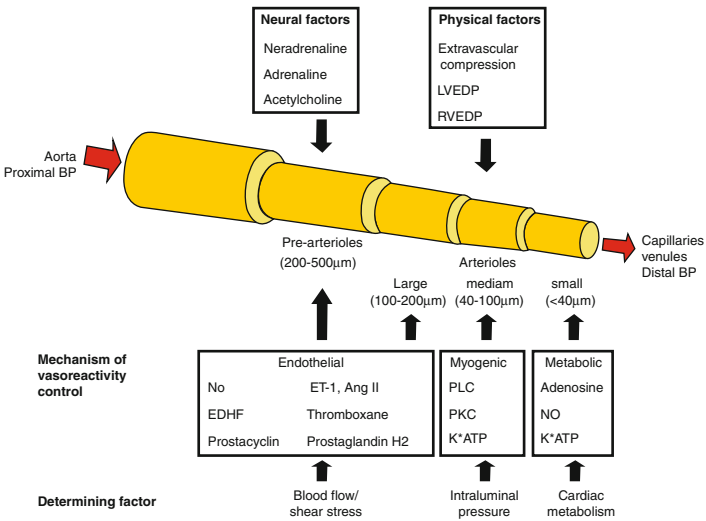 Neural factors
Neradrenaline
Adrenaline
Acetylcholine
Physical factors
Extravascular
compression
LVEDP
RVEDP
Aorta
Proximal BP
Capillaries
venules
Distal BP
Pre-arterioles
(200-500μm)
Arterioles
Large
(100-200μm)
mediam
(40-100μm)
small
(<40μm)
Mechanism of
vasoreactivity
control
Endothelial
No
ET-1, Ang II
EDHF
Thromboxane
Prostacyclin
Prostaglandin H2
Myogenic
PLC
PKC
K*ATP
Metabolic
Adenosine
NO
K*ATP
Determining factor
Blood flow/
shear stress
Intraluminal
pressure
Cardiac
metabolism